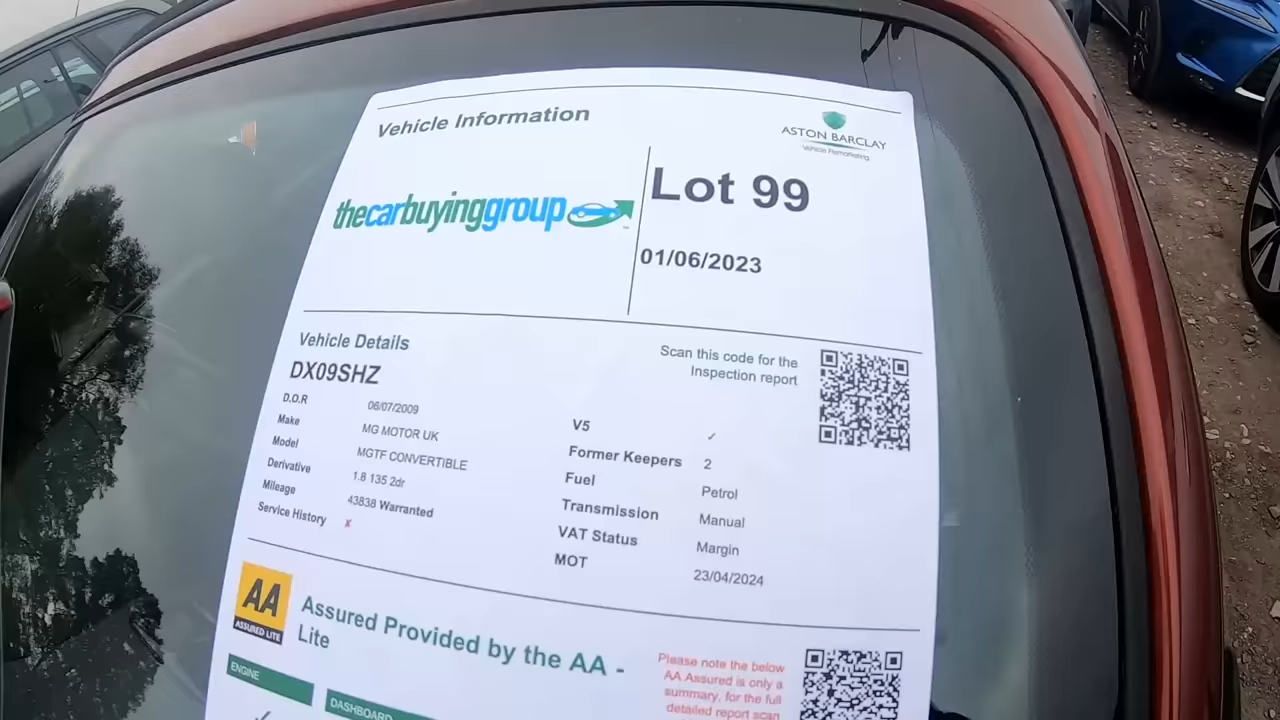 Vehicle Information
ASTON BARCLAY
Vehicle Remarketing
thecarbuyinggroup
Lot 99
01/06/2023
Vehicle Details
DX09SHZ
Scan this code for the
Inspection report
D.O.R 06/07/2009
Make MG MOTOR UK
Model MGTF CONVERTIBLE
Derivative 1.8 135 2dr
Mileage 43838 Warranted
Service History ✗
V5 ✓
Former Keepers 2
Fuel Petrol
Transmission Manual
VAT Status Margin
MOT 23/04/2024
AA
ASSURED LITE
Assured Provided by the AA -
Lite
Please note the below
AA Assured is only a
summary, for the full
detailed report scan
ENGINE
DASHBOARD